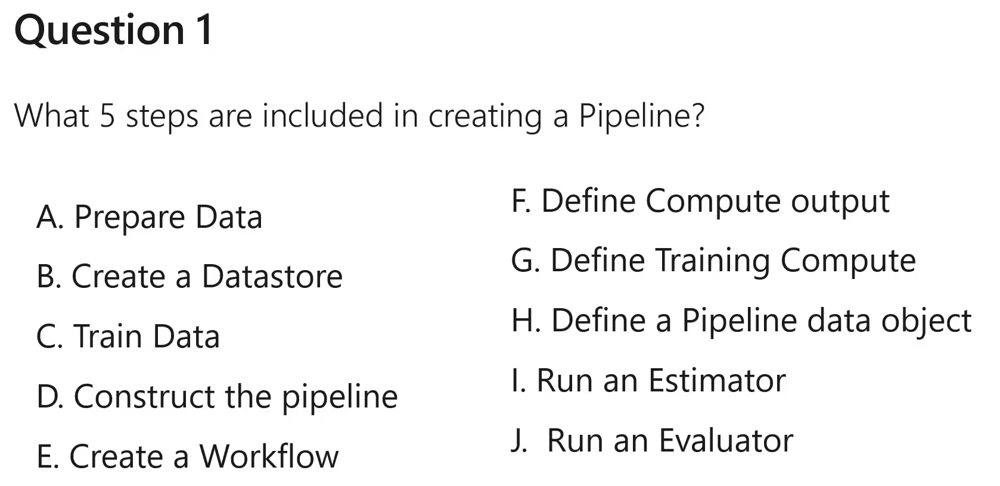 Question 1
What 5 steps are included in creating a Pipeline?
A. Prepare Data
B. Create a Datastore
C. Train Data
D. Construct the pipeline
E. Create a Workflow
F. Define Compute output
G. Define Training Compute
H. Define a Pipeline data object
I. Run an Estimator
J. Run an Evaluator